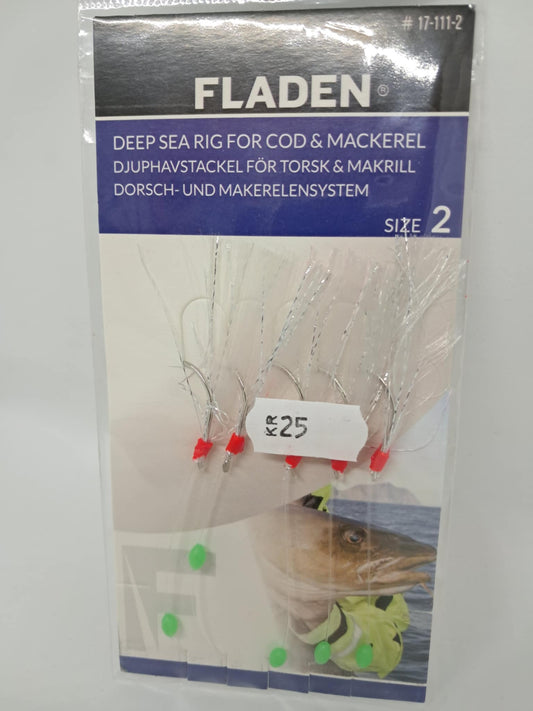 # 17-111-2
FLADEN ®
DEEP SEA RIG FOR COD & MACKEREL
DJUPHAVSTACKEL FÖR TORSK & MAKRILL
DORSCH- UND MAKERELENSYSTEM
SIZE 2
KR 25